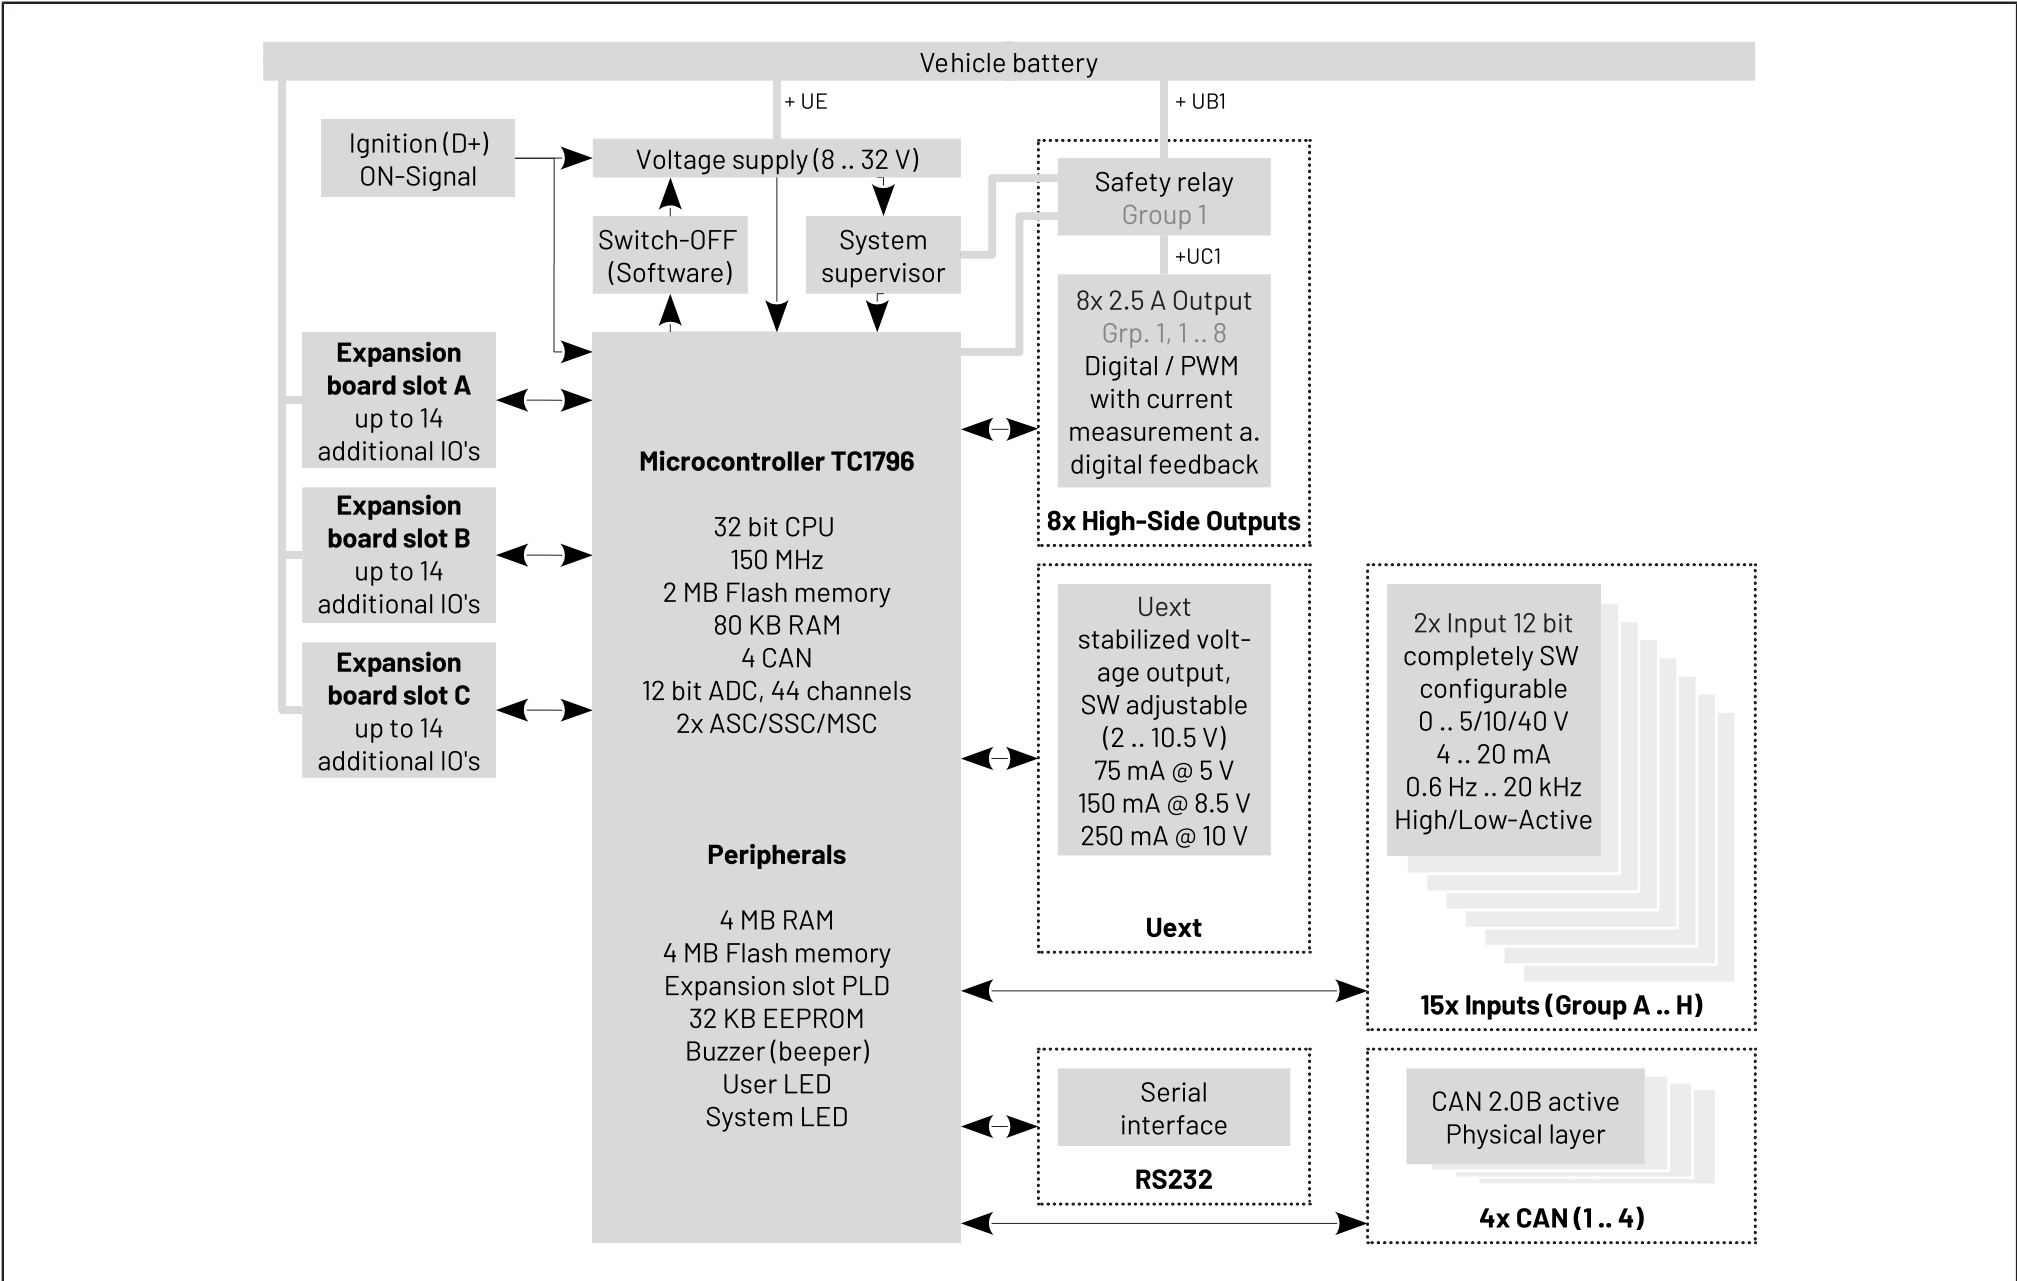 Vehicle battery
+ UE
+ UB1
Ignition (D+)
ON-Signal
Voltage supply (8 .. 32 V)
Safety relay
Group 1
Switch-OFF
(Software)
System
supervisor
+UC1
8x 2.5 A Output
Grp. 1, 1 .. 8
Digital / PWM
with current
measurement a.
digital feedback
8x High-Side Outputs
Expansion
board slot A
up to 14
additional IO's
Expansion
board slot B
up to 14
additional IO's
Expansion
board slot C
up to 14
additional IO's
Microcontroller TC1796
32 bit CPU
150 MHz
2 MB Flash memory
80 KB RAM
4 CAN
12 bit ADC, 44 channels
2x ASC/SSC/MSC
Peripherals
4 MB RAM
4 MB Flash memory
Expansion slot PLD
32 KB EEPROM
Buzzer (beeper)
User LED
System LED
Uext
stabilized volt-
age output,
SW adjustable
(2 .. 10.5 V)
75 mA @ 5 V
150 mA @ 8.5 V
250 mA @ 10 V
Uext
2x Input 12 bit
completely SW
configurable
0 .. 5/10/40 V
4 .. 20 mA
0.6 Hz .. 20 kHz
High/Low-Active
15x Inputs (Group A .. H)
Serial
interface
RS232
CAN 2.0B active
Physical layer
4x CAN (1 .. 4)